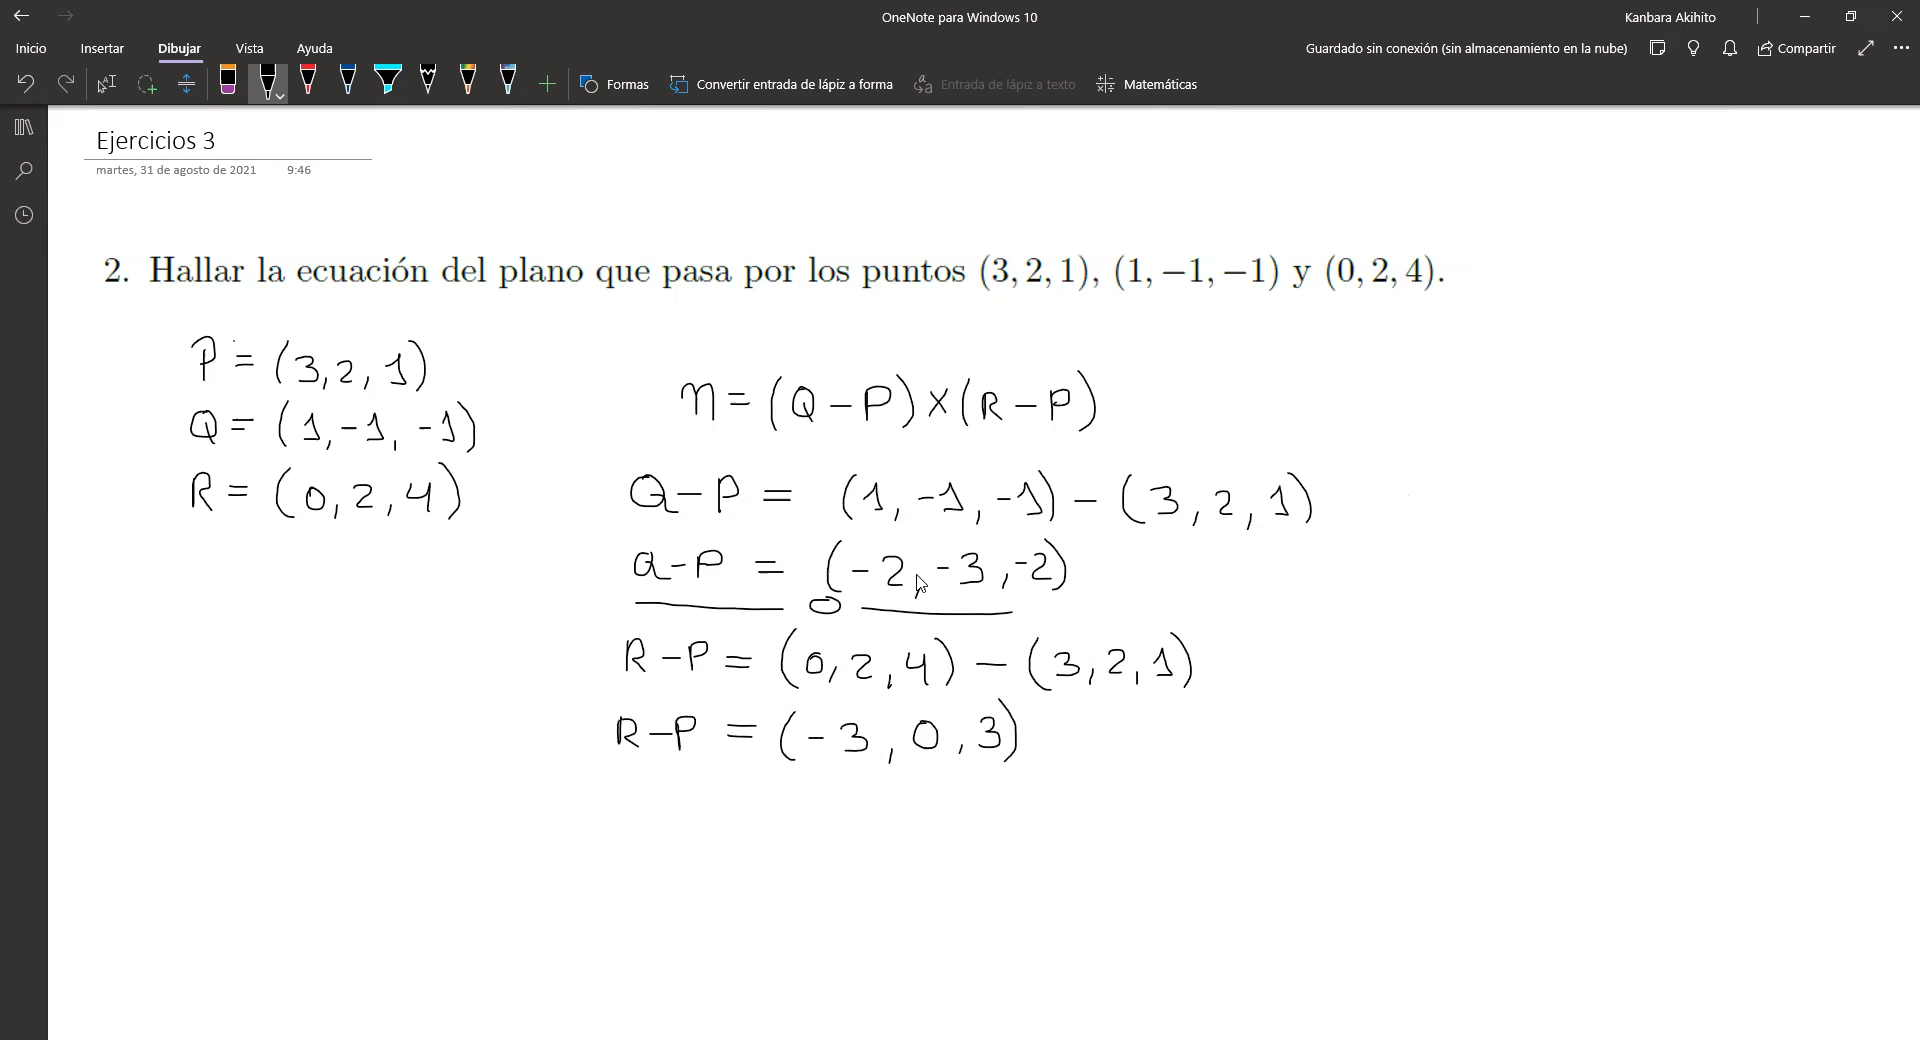 OneNote para Windows 10
Kanbara Akihito
Inicio Insertar Dibujar Vista Ayuda
Guardado sin conexión (sin almacenamiento en la nube)
Compartir
Formas
Convertir entrada de lápiz a forma
Entrada de lápiz a texto
Matemáticas
Ejercicios 3
martes, 31 de agosto de 2021 9:46
2. Hallar la ecuación del plano que pasa por los puntos (3, 2, 1), (1, −1, −1) y (0, 2, 4).
P = (3, 2, 1)
Q = (1, -1, -1)
R = (0, 2, 4)
n = (Q - P) × (R - P)
Q - P = (1, -1, -1) - (3, 2, 1)
Q - P = (-2, -3, -2)
R - P = (0, 2, 4) - (3, 2, 1)
R - P = (-3, 0, 3)